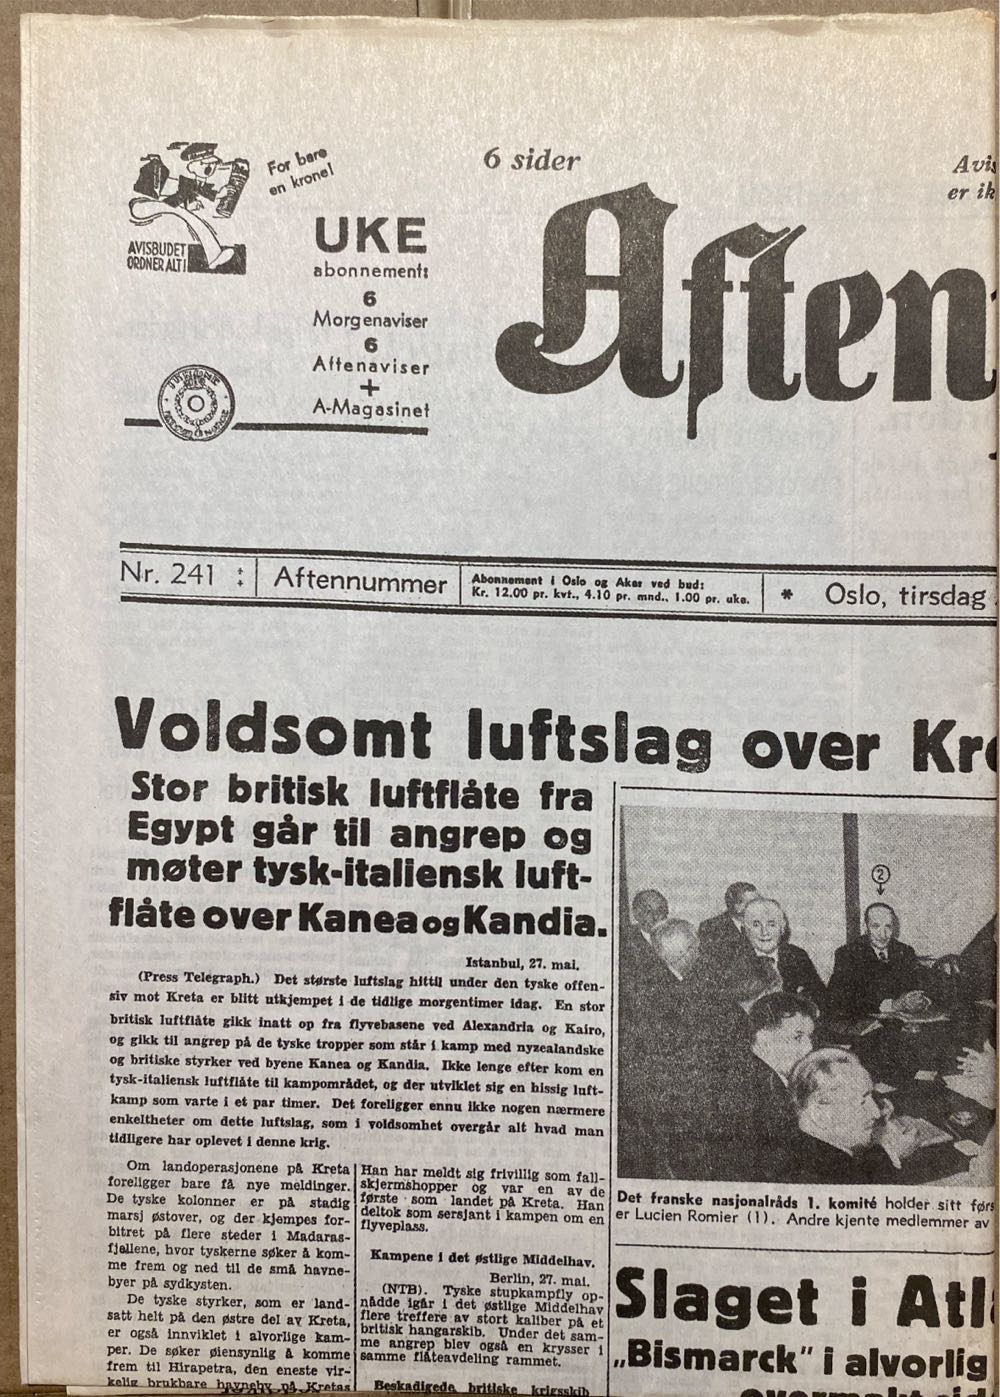 For bare
en krone!
AVISBUDET
ORDNER ALT!
UKE
abonnement:
6
Morgenaviser
6
Aftenaviser
+
A-Magasinet
6 sider
er ik
Aften
Nr. 241
Aftennummer
Abonnement i Oslo og Aker ved bud:
Kr. 12.00 pr. kvt., 4.10 pr. mnd., 1.00 pr. uke.
* Oslo, tirsdag
Voldsomt luftslag over Kre
Stor britisk luftflåte fra
Egypt går til angrep og
møter tysk-italiensk luft-
flåte over Kanea og Kandia.
Istanbul, 27. mai.
(Press Telegraph.) Det største luftslag hittil under den tyske offen-
siv mot Kreta er blitt utkjempet i de tidlige morgentimer idag. En stor
britisk luftflåte gikk inatt op fra flyvebasene ved Alexandria og Kairo,
og gikk til angrep på de tyske tropper som står i kamp med nyzealandske
og britiske styrker ved byene Kanea og Kandia. Ikke lenge efter kom en
tysk-italiensk luftflåte til kampområdet, og der utviklet sig en hissig luft-
kamp som varte i et par timer. Det foreligger ennu ikke nogen nærmere
enkeltheter om dette luftslag, som i voldsomhet overgår alt hvad man
tidligere har oplevet i denne krig.
Om landoperasjonene på Kreta
foreligger bare få nye meldinger.
De tyske kolonner er på stadig
marsj østover, og der kjempes for-
bitret på flere steder i Madaras-
fjellene, hvor tyskerne søker å kom-
me frem og ned til de små havne-
byer på sydkysten.
De tyske styrker, som er land-
satt helt på den østre del av Kreta,
er også innviklet i alvorlige kam-
per. De søker øiensynlig å komme
frem til Hirapetra, den eneste vir-
kelig brukbare havneby på Kretas
Han har meldt sig frivillig som fall-
skjermshopper og var en av de
første som landet på Kreta. Han
deltok som sersjant i kampen om en
flyveplass.
Kampene i det østlige Middelhav.
Berlin, 27. mai.
(NTB). Tyske stupkampfly op-
nådde igår i det østlige Middelhav
flere treffere av stort kaliber på et
britisk hangarskib. Under det sam-
me angrep blev også en krysser i
samme flåteavdeling rammet.
Beskadigede britiske krigsskib
2
Det franske nasjonalråds 1. komité holder sitt førs
er Lucien Romier (1). Andre kjente medlemmer av
Slaget i Atla
„Bismarck" i alvorlig